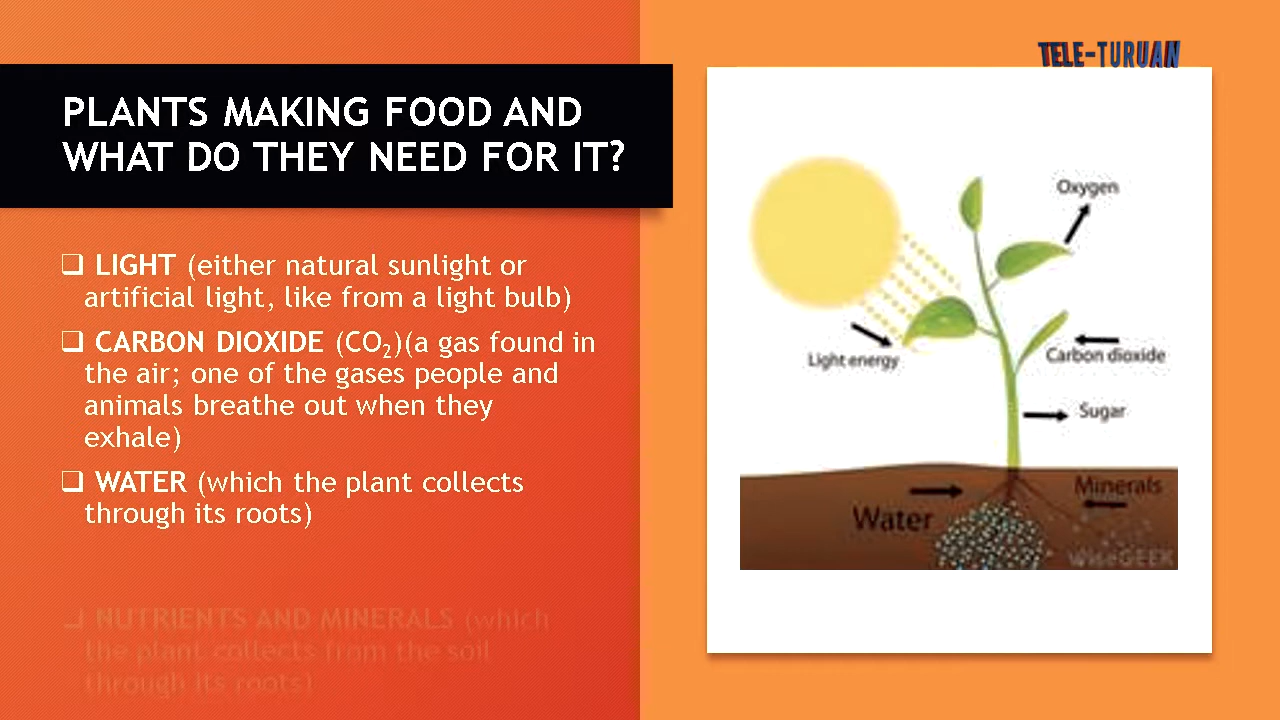 TELE-TURUAN
PLANTS MAKING FOOD AND
WHAT DO THEY NEED FOR IT?
LIGHT (either natural sunlight or
artificial light, like from a light bulb)
CARBON DIOXIDE (CO₂)(a gas found in
the air; one of the gases people and
animals breathe out when they
exhale)
WATER (which the plant collects
through its roots)
NUTRIENTS AND MINERALS (which
the plant collects from the soil
through its roots)
Oxygen
Light energy
Carbon dioxide
Sugar
Minerals
Water
wiseGEEK